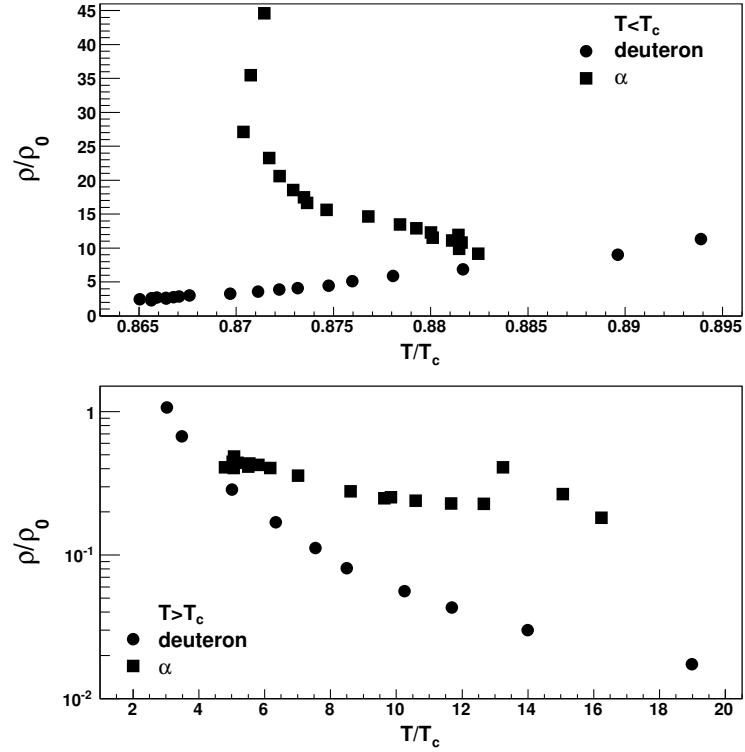 45
40
35
30
25
20
15
10
5
0
ρ/ρ0
T<Tc
deuteron
α
0.865 0.87 0.875 0.88 0.885 0.89 0.895
T/Tc
1
10-1
10-2
ρ/ρ0
T>Tc
deuteron
α
2 4 6 8 10 12 14 16 18 20
T/Tc